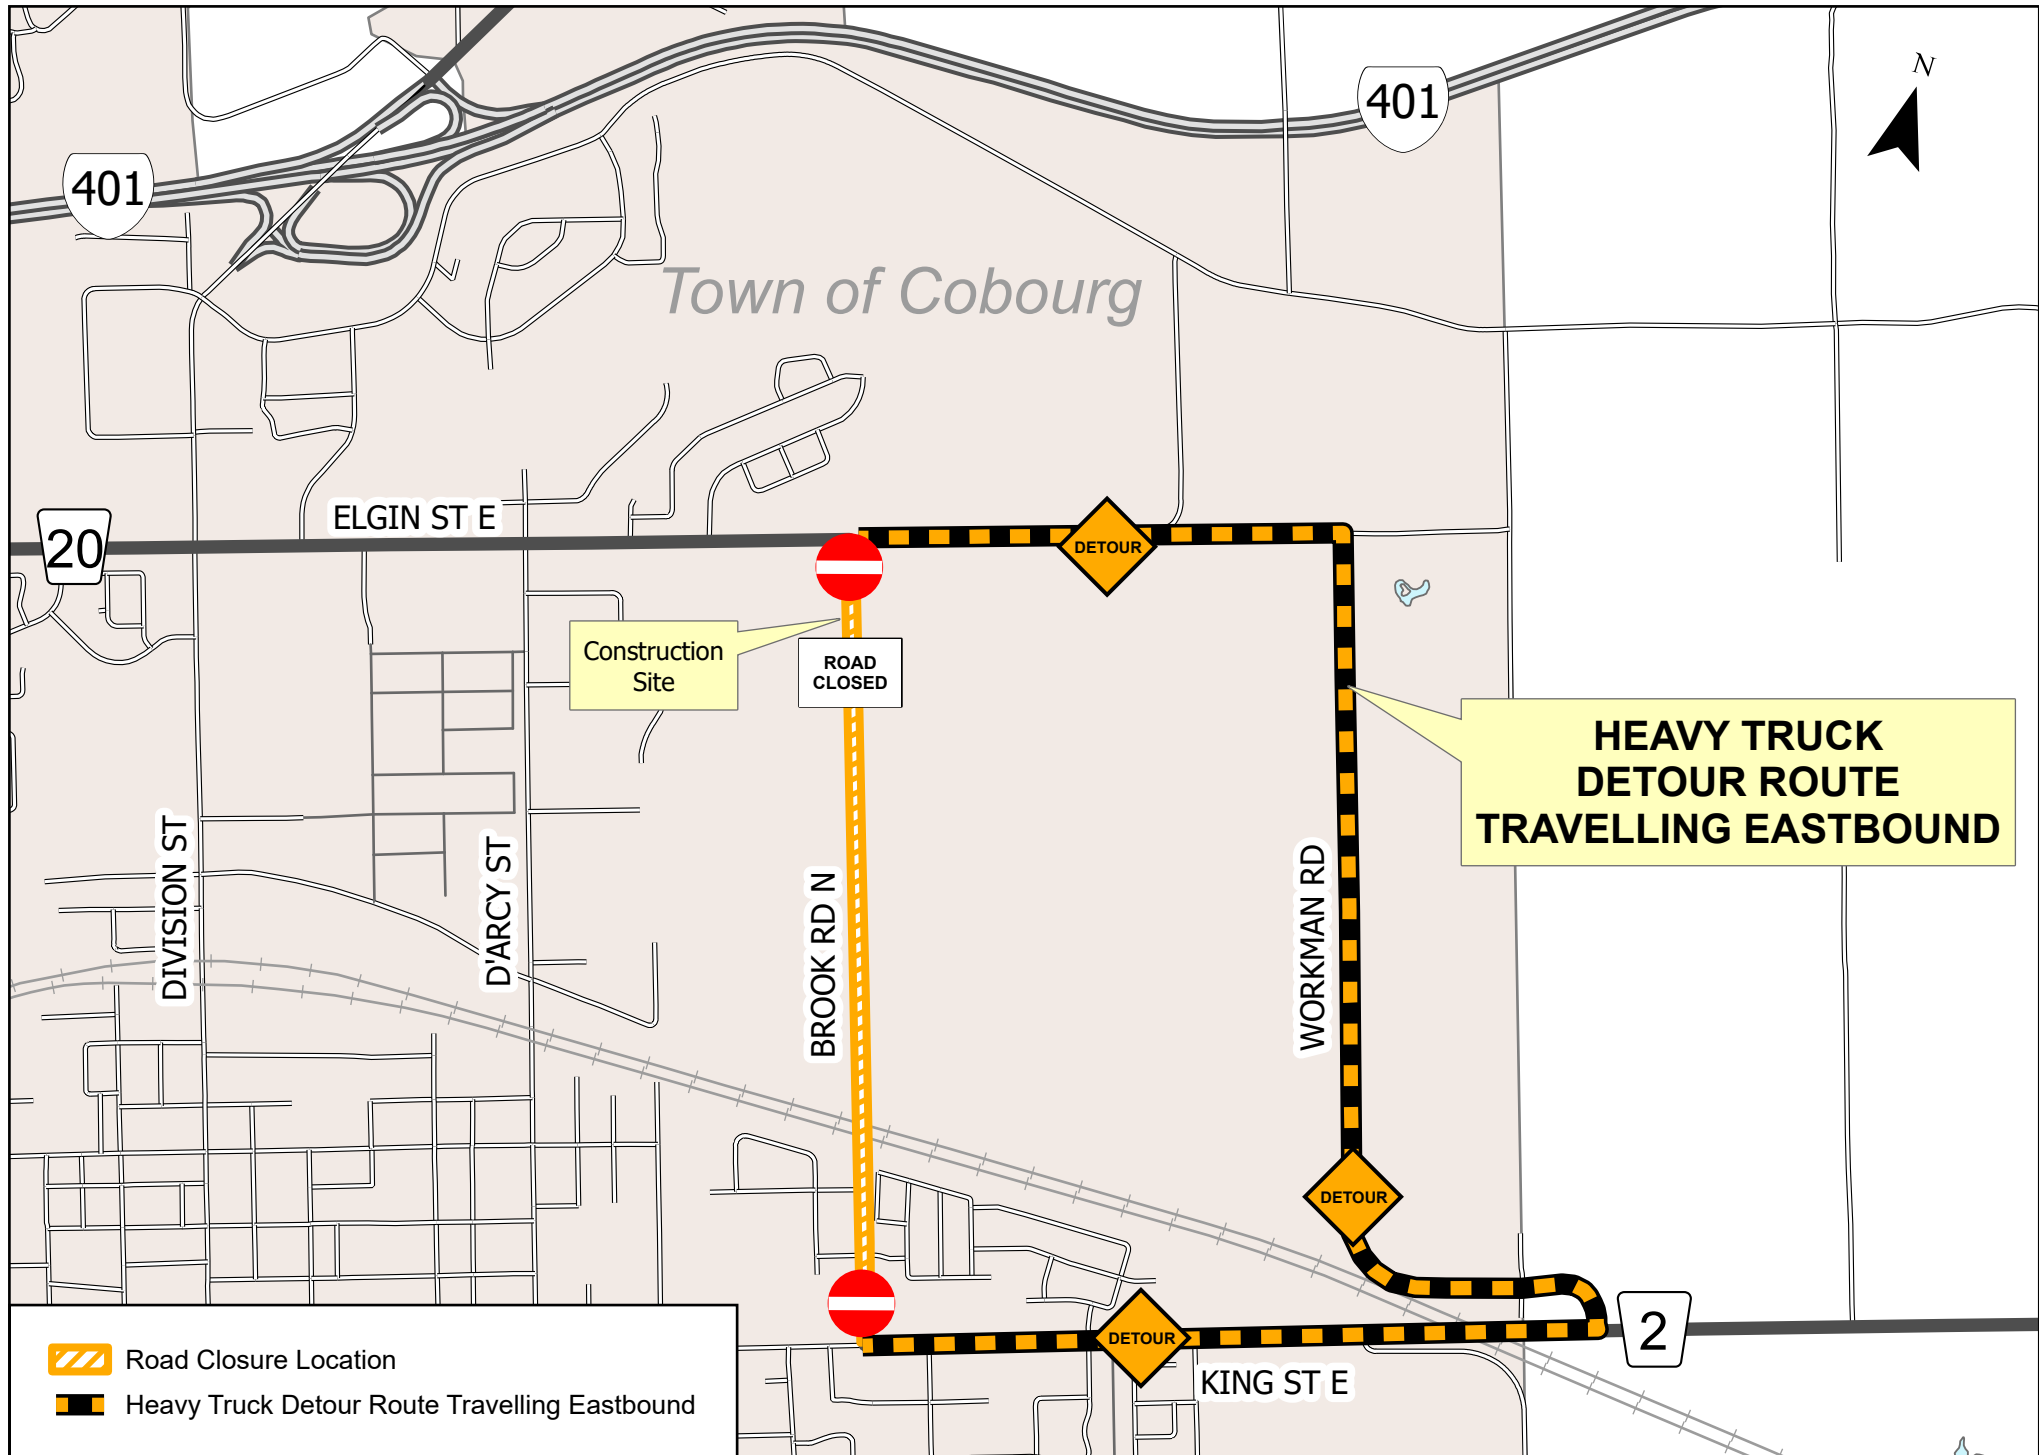 N
401
401
Town of Cobourg
ELGIN ST E
20
DETOUR
Construction
Site
ROAD
CLOSED
HEAVY TRUCK
DETOUR ROUTE
TRAVELLING EASTBOUND
DIVISION ST
D'ARCY ST
BROOK RD N
WORKMAN RD
DETOUR
DETOUR
2
KING ST E
Road Closure Location
Heavy Truck Detour Route Travelling Eastbound